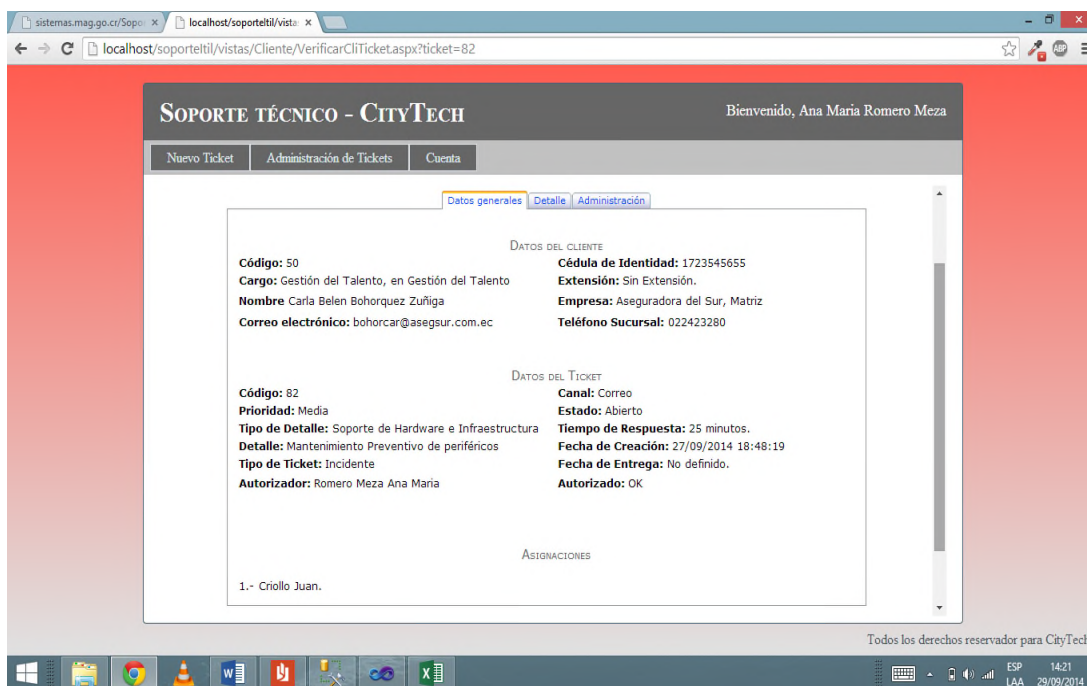 sistemas.mag.go.cr/Sopo
localhost/soporteltil/vista
localhost/soporteltil/vistas/Cliente/VerificarCliTicket.aspx?ticket=82
ABP
SOPORTE TÉCNICO - CITYTECH
Bienvenido, Ana Maria Romero Meza
Nuevo Ticket Administración de Tickets Cuenta
Datos generales Detalle Administración
DATOS DEL CLIENTE
Código: 50 Cédula de Identidad: 1723545655
Cargo: Gestión del Talento, en Gestión del Talento Extensión: Sin Extensión.
Nombre Carla Belen Bohorquez Zuñiga Empresa: Aseguradora del Sur, Matriz
Correo electrónico: bohorcar@asegsur.com.ec Teléfono Sucursal: 022423280
DATOS DEL TICKET
Código: 82 Canal: Correo
Prioridad: Media Estado: Abierto
Tipo de Detalle: Soporte de Hardware e Infraestructura Tiempo de Respuesta: 25 minutos.
Detalle: Mantenimiento Preventivo de periféricos Fecha de Creación: 27/09/2014 18:48:19
Tipo de Ticket: Incidente Fecha de Entrega: No definido.
Autorizador: Romero Meza Ana Maria Autorizado: OK
ASIGNACIONES
1.- Criollo Juan.
Todos los derechos reservador para CityTech
ESP 14:21
LAA 29/09/2014